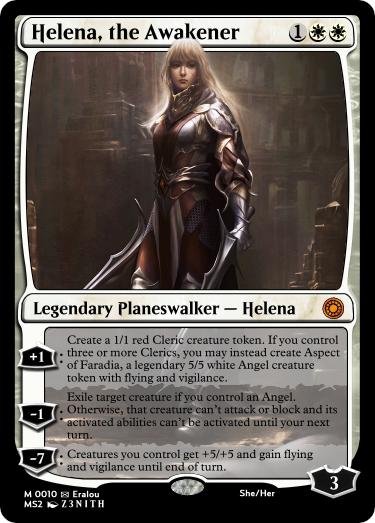 Helena, the Awakener 1
Legendary Planeswalker — Helena
+1: Create a 1/1 red Cleric creature token. If you control
three or more Clerics, you may instead create Aspect
of Faradia, a legendary 5/5 white Angel creature
token with flying and vigilance.
-1: Exile target creature if you control an Angel.
Otherwise, that creature can't attack or block and its
activated abilities can't be activated until your next
turn.
-7: Creatures you control get +5/+5 and gain flying
and vigilance until end of turn.
3
M 0010 Eralou She/Her
MS2 Z3NITH